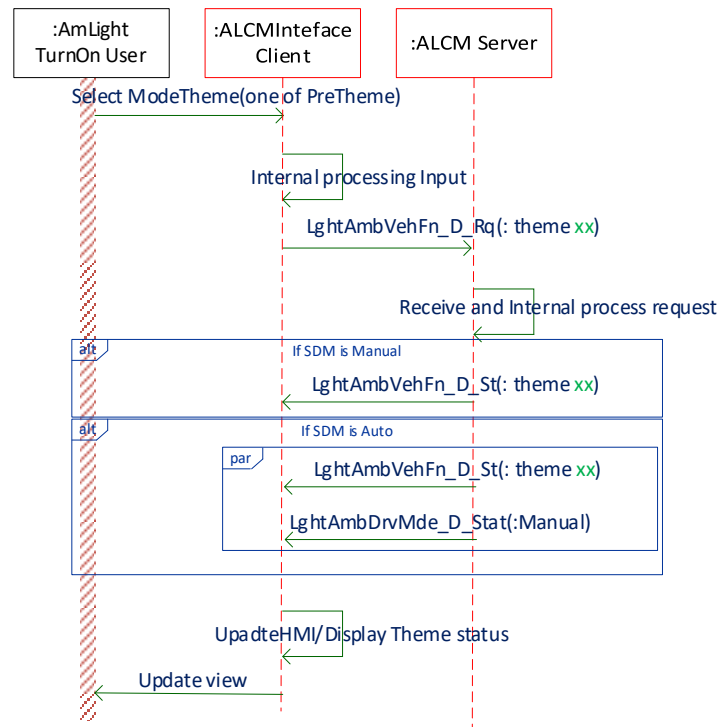 :AmLight
TurnOn User
:ALCMInteface
Client
:ALCM Server
Select ModeTheme(one of PreTheme)
Internal processing Input
LghtAmbVehFn_D_Rq(: theme xx)
Receive and Internal process request
alt
If SDM is Manual
LghtAmbVehFn_D_St(: theme xx)
alt
If SDM is Auto
par
LghtAmbVehFn_D_St(: theme xx)
LghtAmbDrvMde_D_Stat(:Manual)
UpadteHMI/Display Theme status
Update view